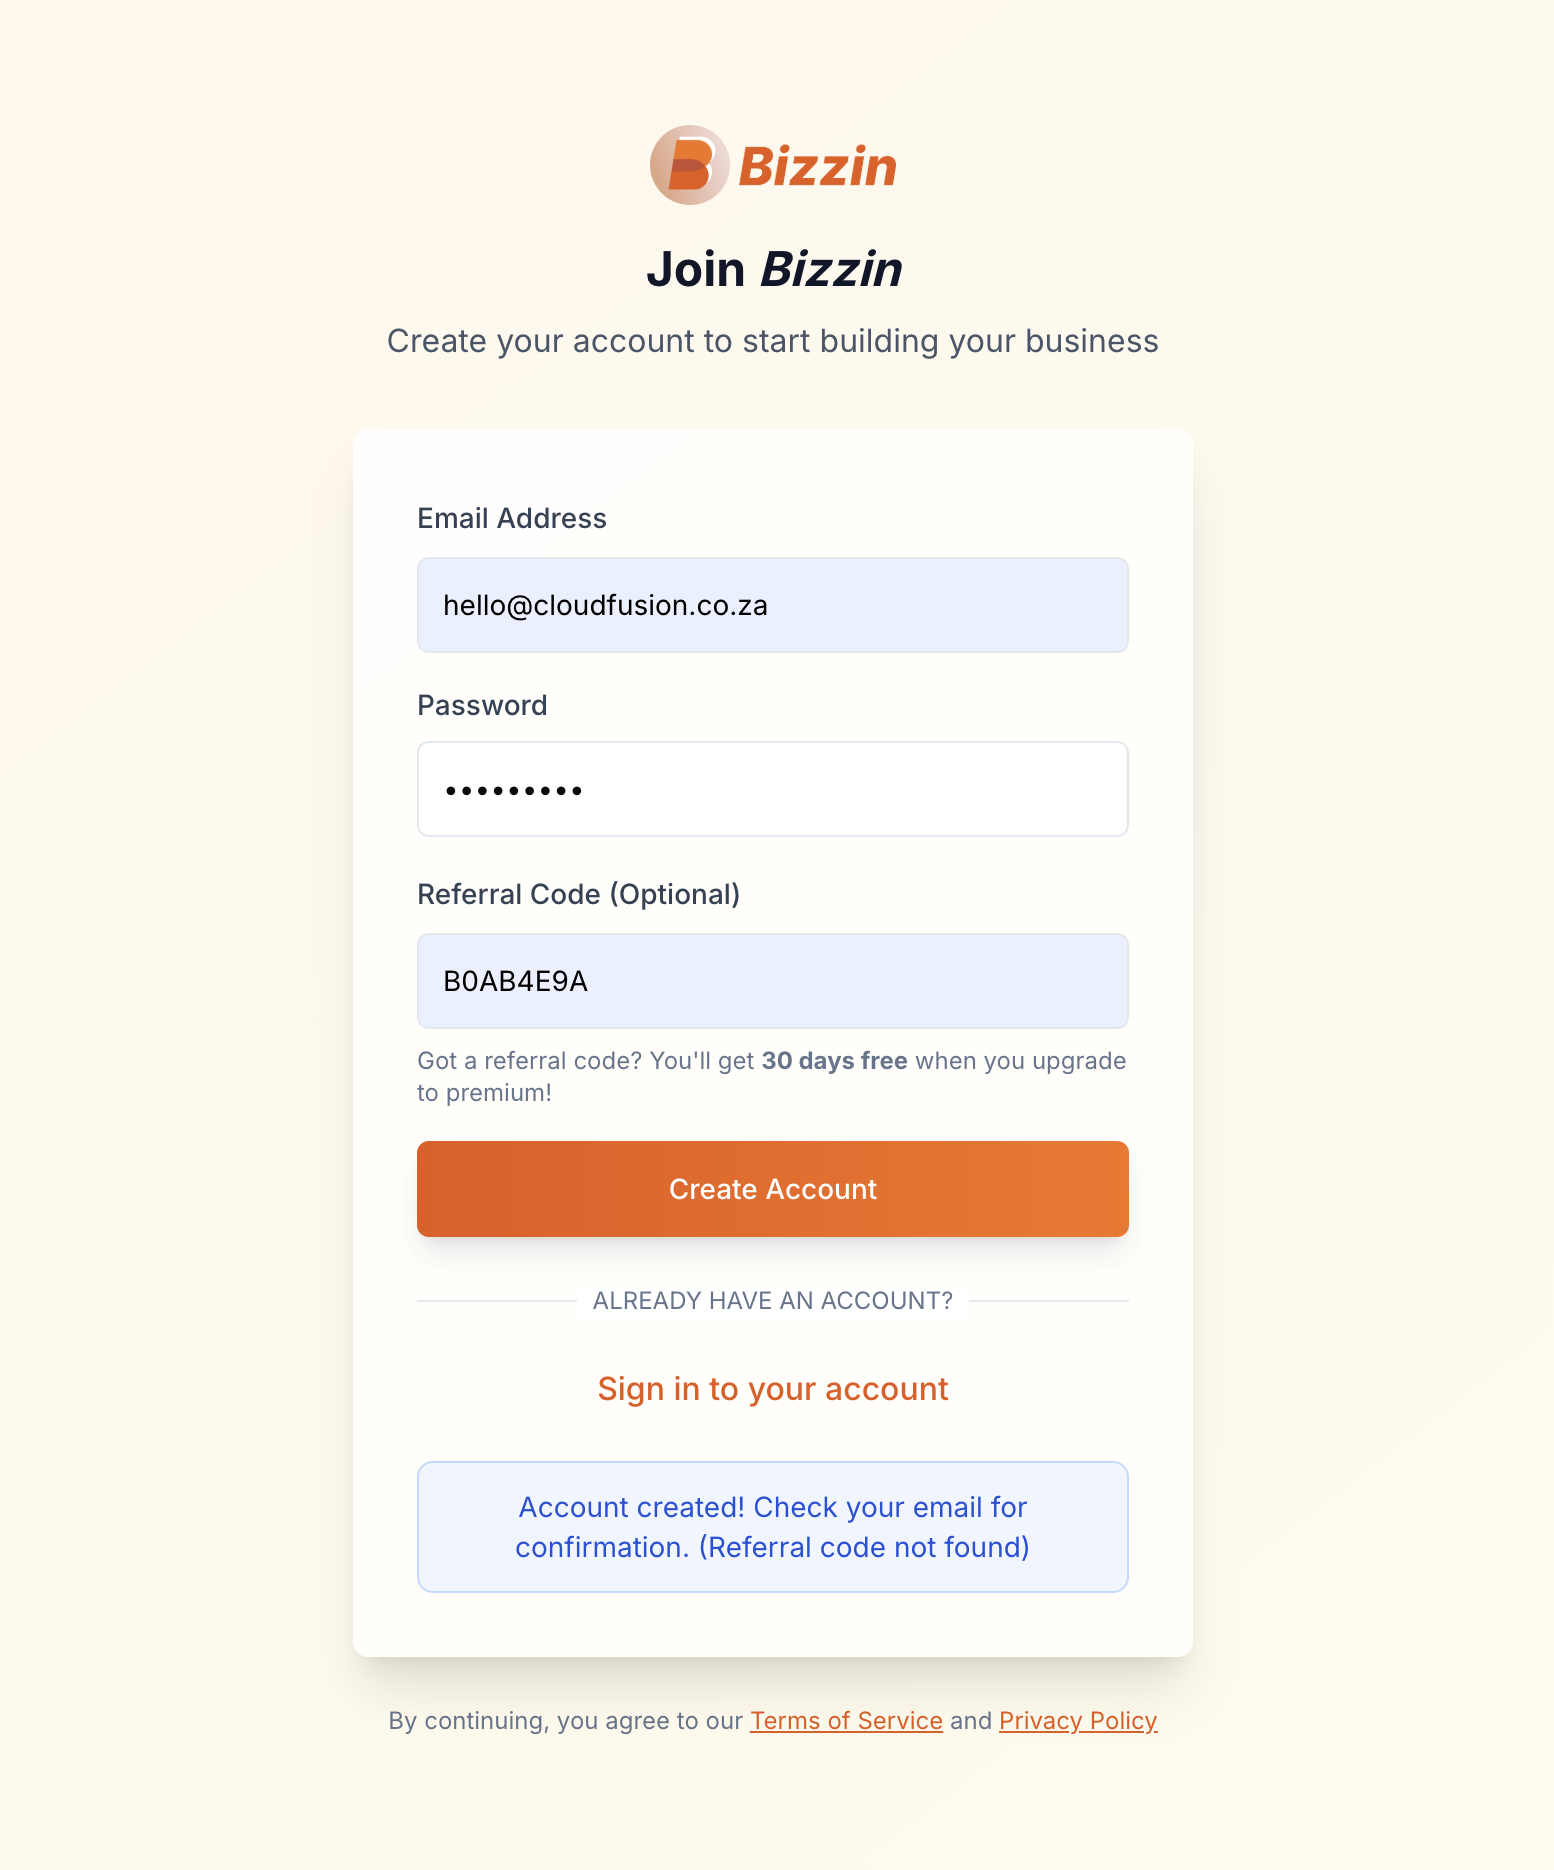 Bizzin
Join Bizzin
Create your account to start building your business
Email Address
hello@cloudfusion.co.za
Password
•••••••••
Referral Code (Optional)
B0AB4E9A
Got a referral code? You'll get 30 days free when you upgrade
to premium!
Create Account
ALREADY HAVE AN ACCOUNT?
Sign in to your account
Account created! Check your email for
confirmation. (Referral code not found)
By continuing, you agree to our Terms of Service and Privacy Policy